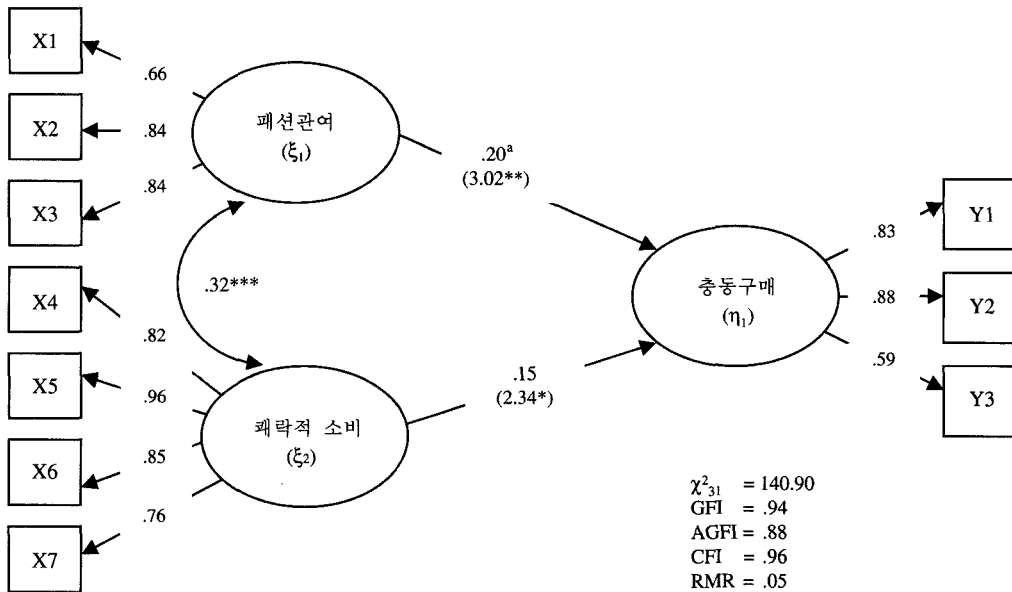 X1
.66
X2
.84
X3
.84
패션관여
(ξ₁)
.20ᵃ
(3.02**)
.32***
X4
.82
X5
.96
X6
.85
X7
.76
쾌락적 소비
(ξ₂)
.15
(2.34*)
충동구매
(η₁)
.83
Y1
.88
Y2
.59
Y3
χ²₃₁ = 140.90
GFI = .94
AGFI = .88
CFI = .96
RMR = .05